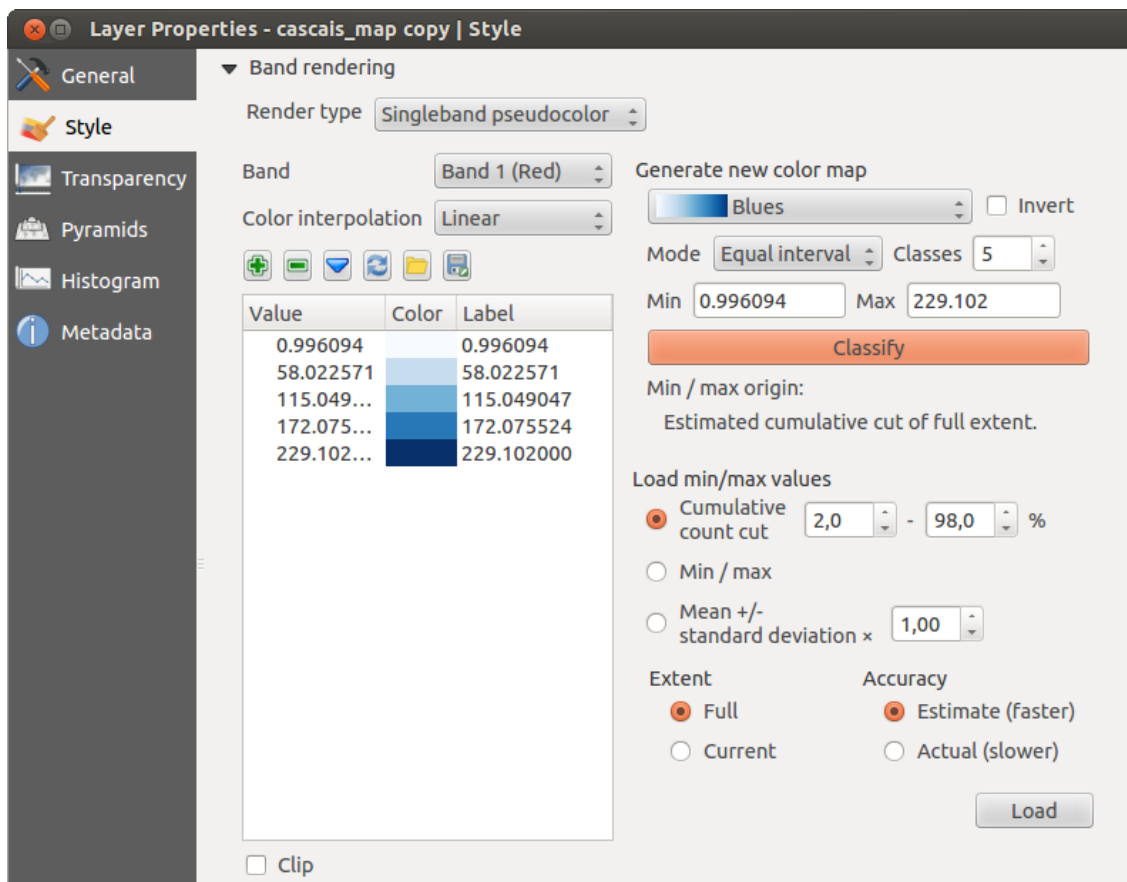 Layer Properties - cascais_map copy | Style
General
Style
Transparency
Pyramids
Histogram
Metadata
Band rendering
Render type Singleband pseudocolor
Band Band 1 (Red)
Color interpolation Linear
Value Color Label
0.996094 0.996094
58.022571 58.022571
115.049... 115.049047
172.075... 172.075524
229.102... 229.102000
Clip
Generate new color map
Blues Invert
Mode Equal interval Classes 5
Min 0.996094 Max 229.102
Classify
Min / max origin:
Estimated cumulative cut of full extent.
Load min/max values
Cumulative
count cut 2,0 - 98,0 %
Min / max
Mean +/-
standard deviation × 1,00
Extent Accuracy
Full Estimate (faster)
Current Actual (slower)
Load